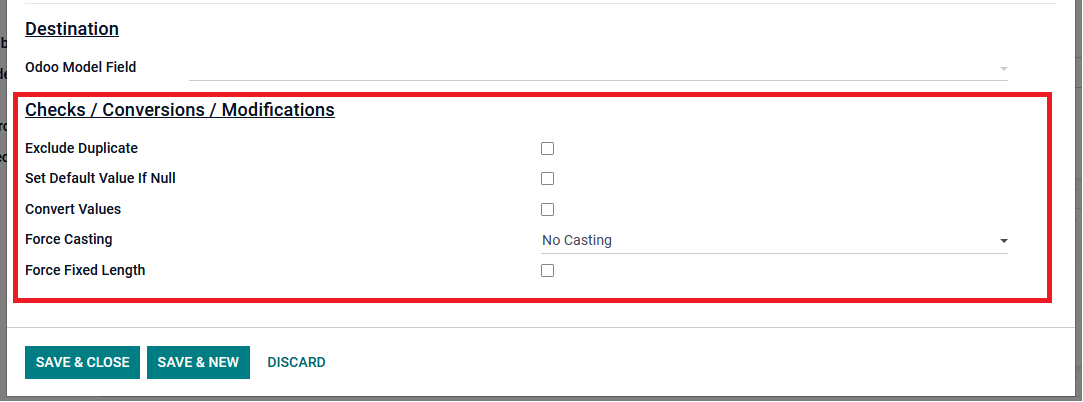 Destination
Odoo Model Field
Checks / Conversions / Modifications
Exclude Duplicate
Set Default Value If Null
Convert Values
Force Casting No Casting
Force Fixed Length
SAVE & CLOSE SAVE & NEW DISCARD